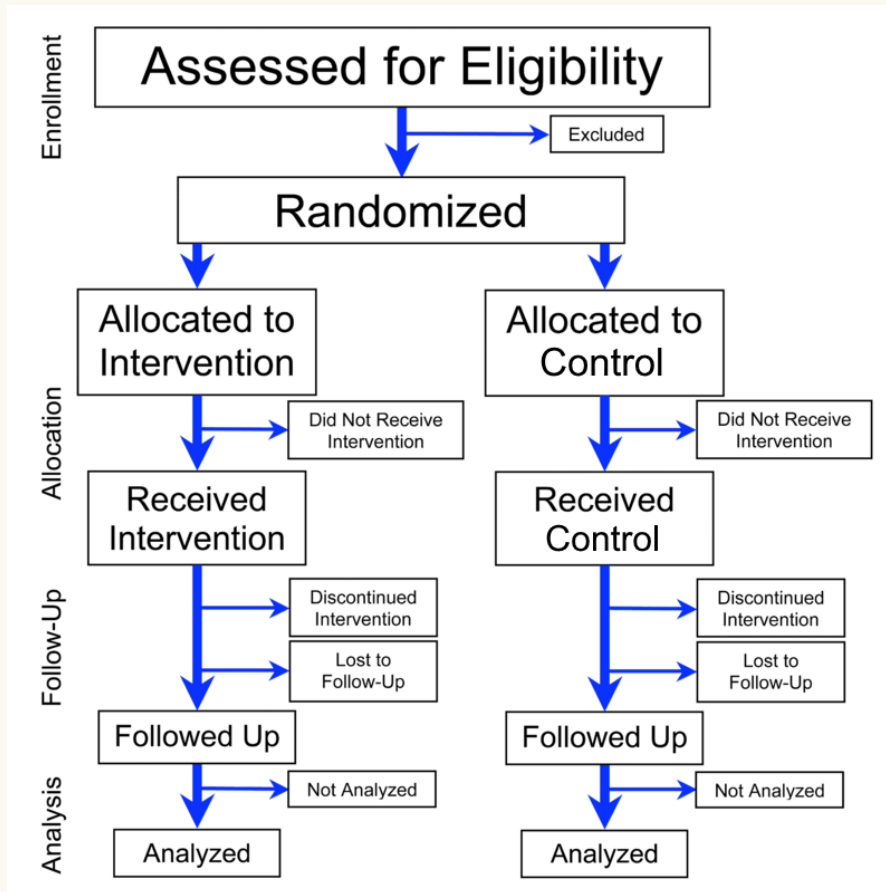 Enrollment
Assessed for Eligibility
Excluded
Randomized
Allocated to
Intervention
Allocated to
Control
Allocation
Did Not Receive
Intervention
Did Not Receive
Intervention
Received
Intervention
Received
Control
Follow-Up
Discontinued
Intervention
Discontinued
Intervention
Lost to
Follow-Up
Lost to
Follow-Up
Followed Up
Followed Up
Analysis
Not Analyzed
Not Analyzed
Analyzed
Analyzed